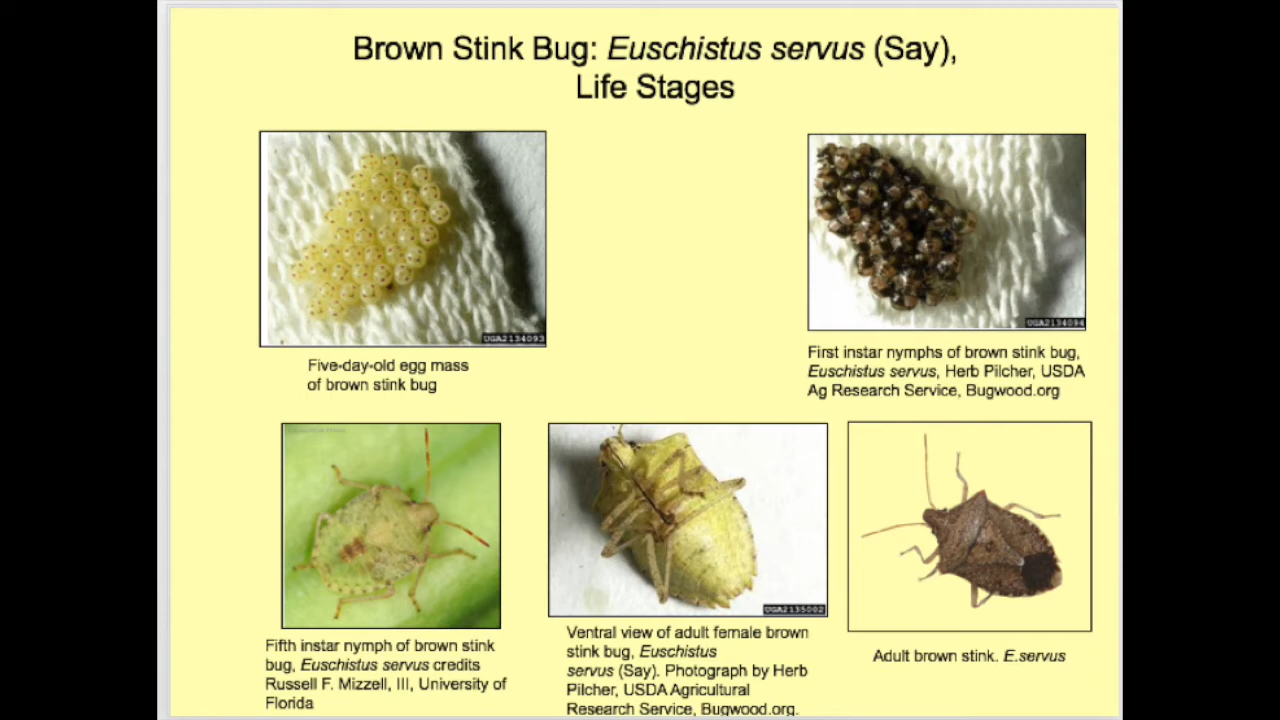 Brown Stink Bug: Euschistus servus (Say),
Life Stages
UGA2134093
UGA2134094
Five-day-old egg mass
of brown stink bug
First instar nymphs of brown stink bug,
Euschistus servus, Herb Pilcher, USDA
Ag Research Service, Bugwood.org
UGA2135002
Fifth instar nymph of brown stink
bug, Euschistus servus credits
Russell F. Mizzell, III, University of
Florida
Ventral view of adult female brown
stink bug, Euschistus
servus (Say). Photograph by Herb
Pilcher, USDA Agricultural
Research Service, Bugwood.org.
Adult brown stink. E.servus